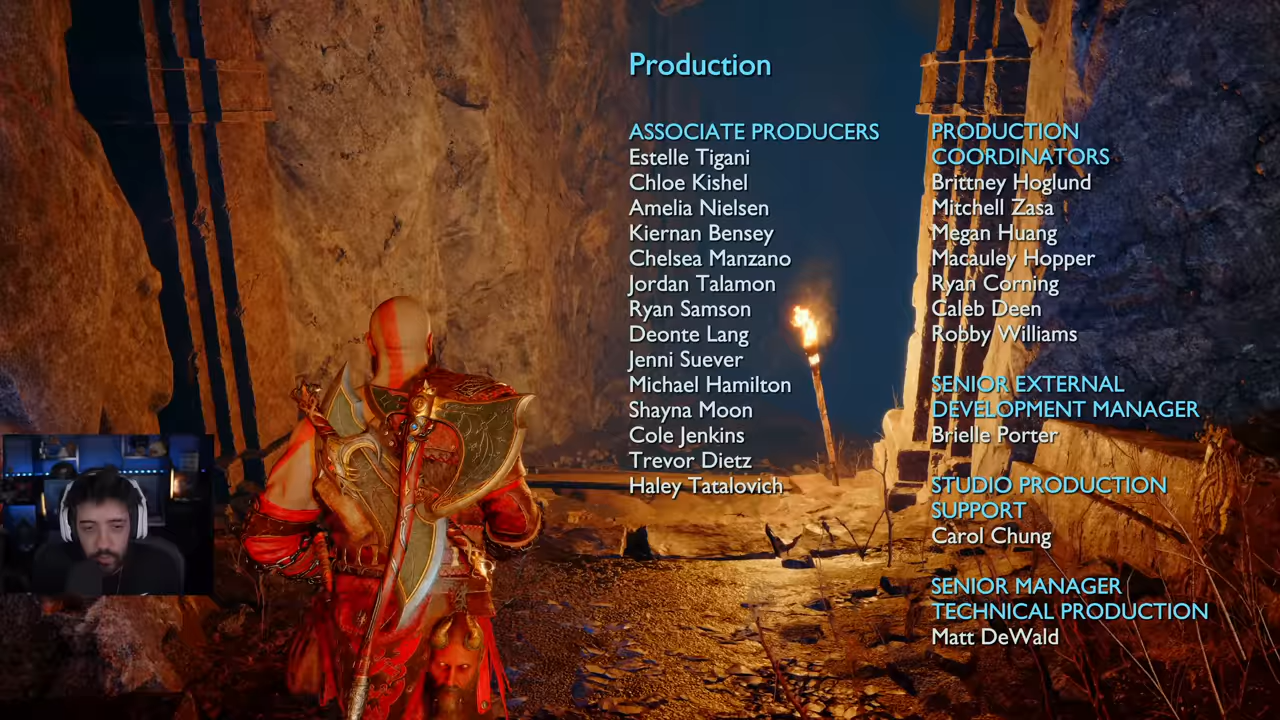 Production
ASSOCIATE PRODUCERS
Estelle Tigani
Chloe Kishel
Amelia Nielsen
Kiernan Bensey
Chelsea Manzano
Jordan Talamon
Ryan Samson
Deonte Lang
Jenni Suever
Michael Hamilton
Shayna Moon
Cole Jenkins
Trevor Dietz
Haley Tatalovich
PRODUCTION
COORDINATORS
Brittney Hoglund
Mitchell Zasa
Megan Huang
Macauley Hopper
Ryan Corning
Caleb Deen
Robby Williams
SENIOR EXTERNAL
DEVELOPMENT MANAGER
Brielle Porter
STUDIO PRODUCTION
SUPPORT
Carol Chung
SENIOR MANAGER
TECHNICAL PRODUCTION
Matt DeWald